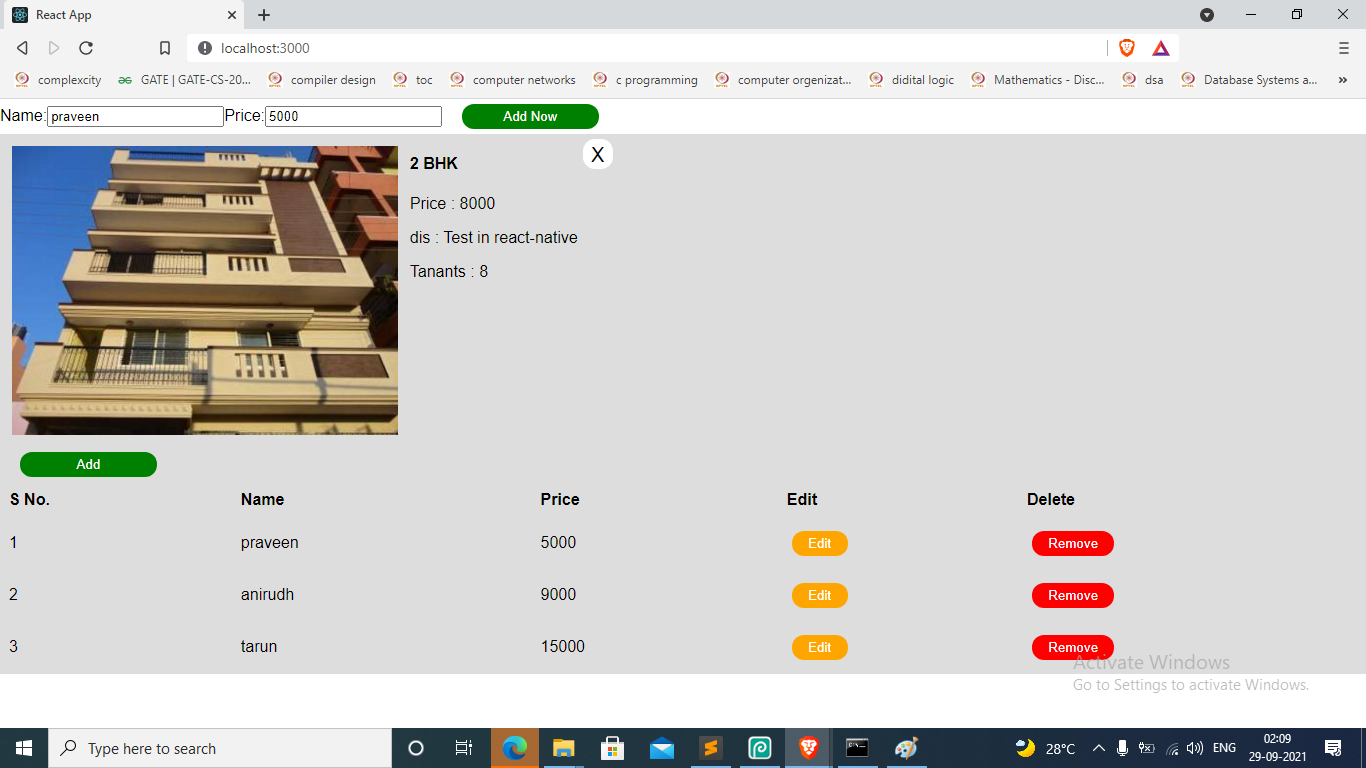 React App
localhost:3000
complexcity GATE | GATE-CS-20... compiler design toc computer networks c programming computer orgenizat... didital logic Mathematics - Disc... dsa Database Systems a... »
Name: praveen Price: 5000 Add Now
X
2 BHK
Price : 8000
dis : Test in react-native
Tanants : 8
Add
S No. Name Price Edit Delete
1 praveen 5000 Edit Remove
2 anirudh 9000 Edit Remove
3 tarun 15000 Edit Remove
Activate Windows
Go to Settings to activate Windows.
Type here to search
28°C ENG
02:09
29-09-2021